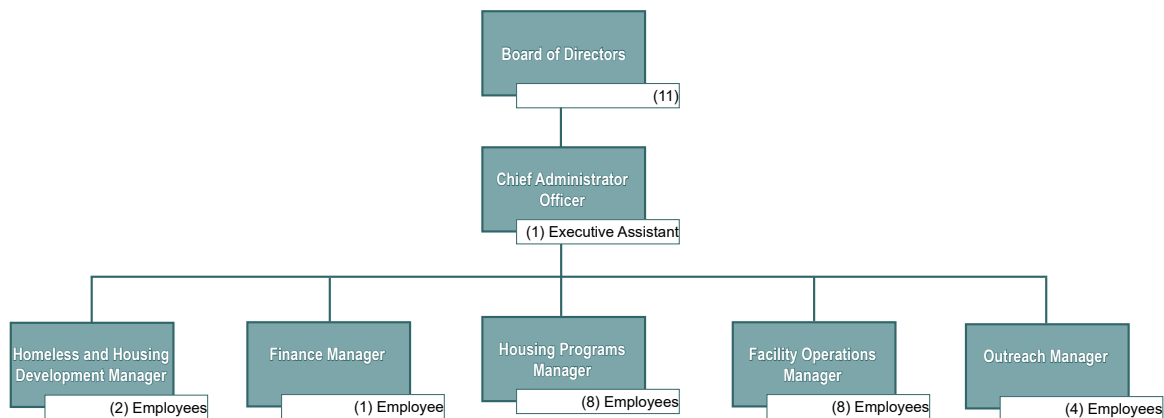 Board of Directors
(11)
Chief Administrator
Officer
(1) Executive Assistant
Homeless and Housing
Development Manager
(2) Employees
Finance Manager
(1) Employee
Housing Programs
Manager
(8) Employees
Facility Operations
Manager
(8) Employees
Outreach Manager
(4) Employees